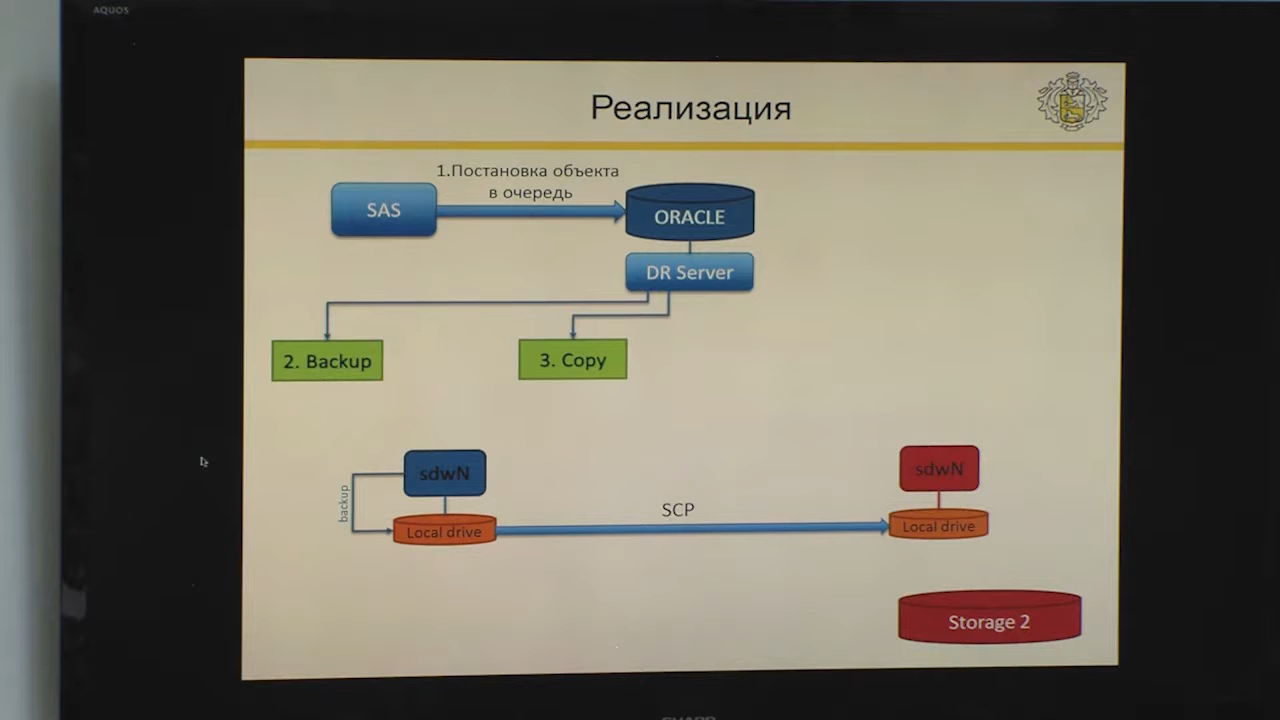 AQUOS
Реализация
1.Постановка объекта
в очередь
SAS
ORACLE
DR Server
2. Backup
3. Copy
sdwN
backup
Local drive
SCP
sdwN
Local drive
Storage 2
SHARP